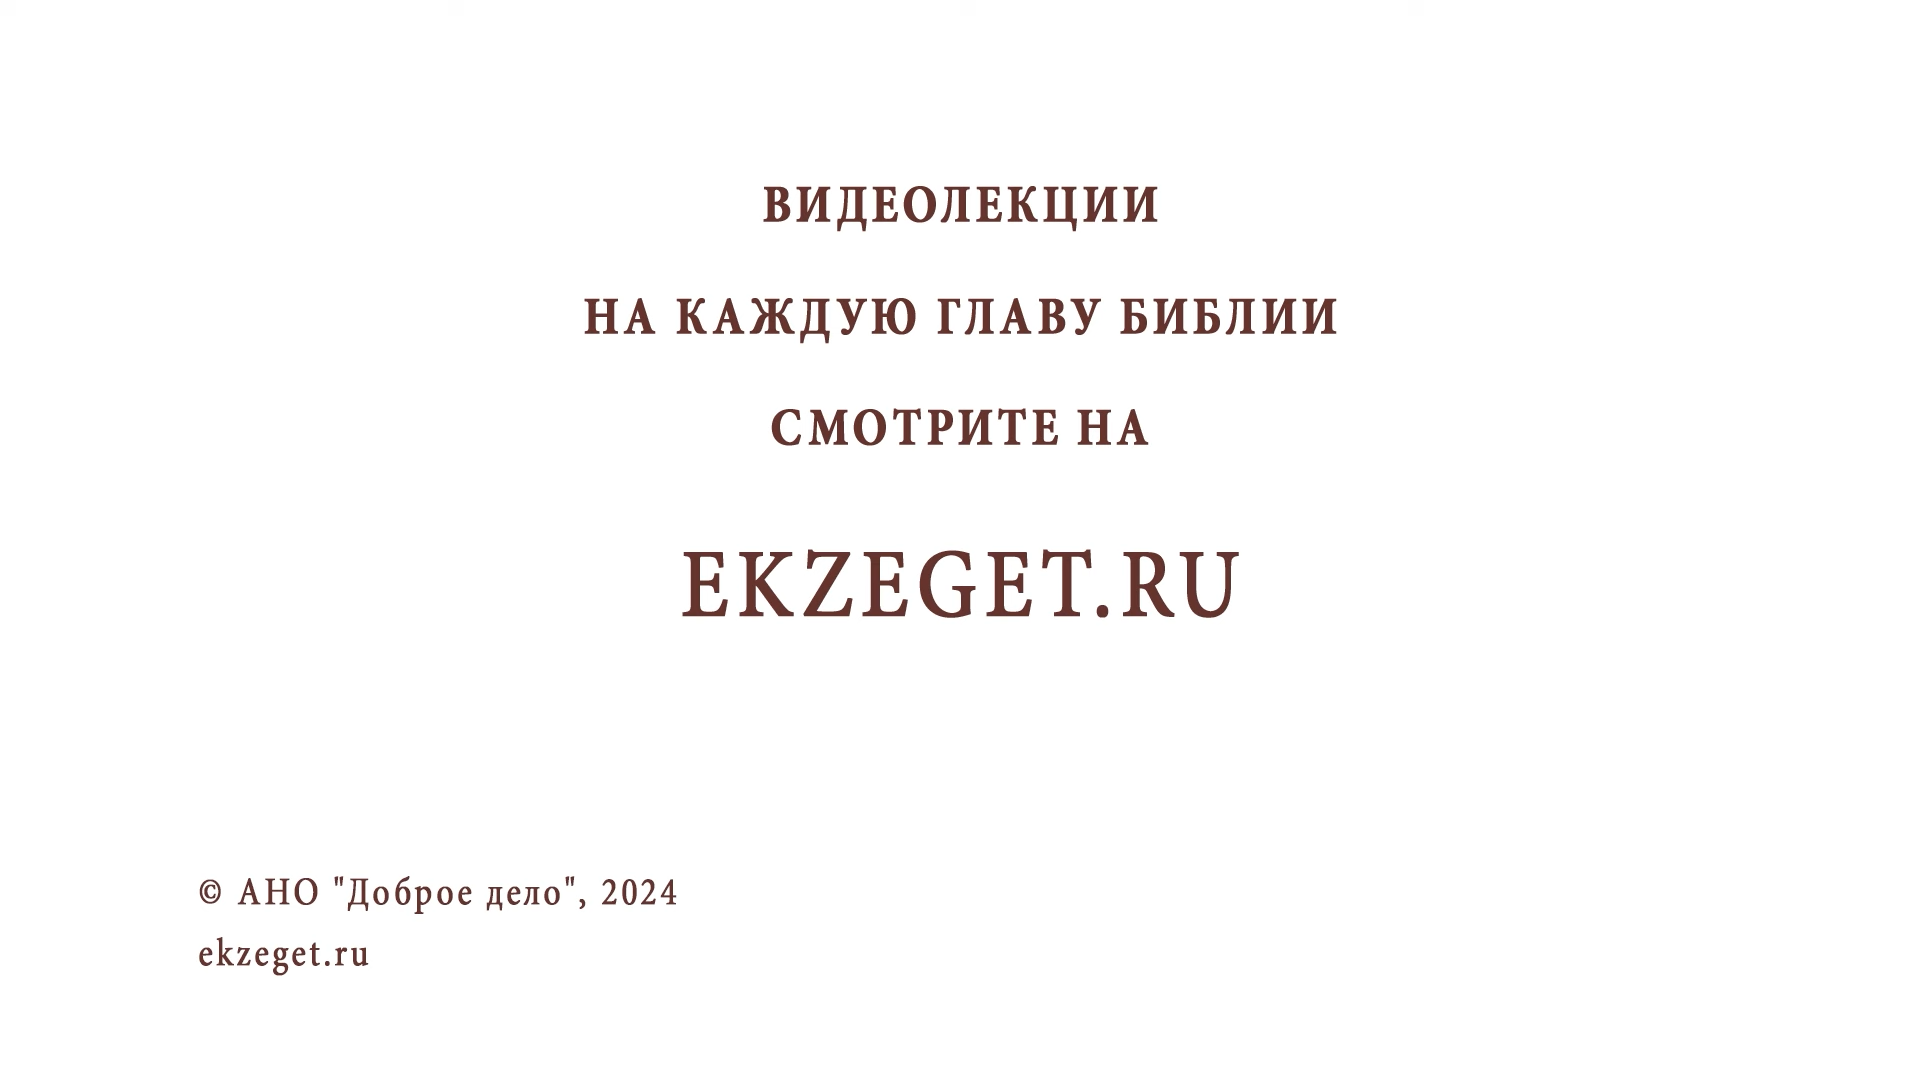 ВИДЕОЛЕКЦИИ
НА КАЖДУЮ ГЛАВУ БИБЛИИ
СМОТРИТЕ НА
EKZEGET.RU
© АНО "Доброе дело", 2024
ekzeget.ru